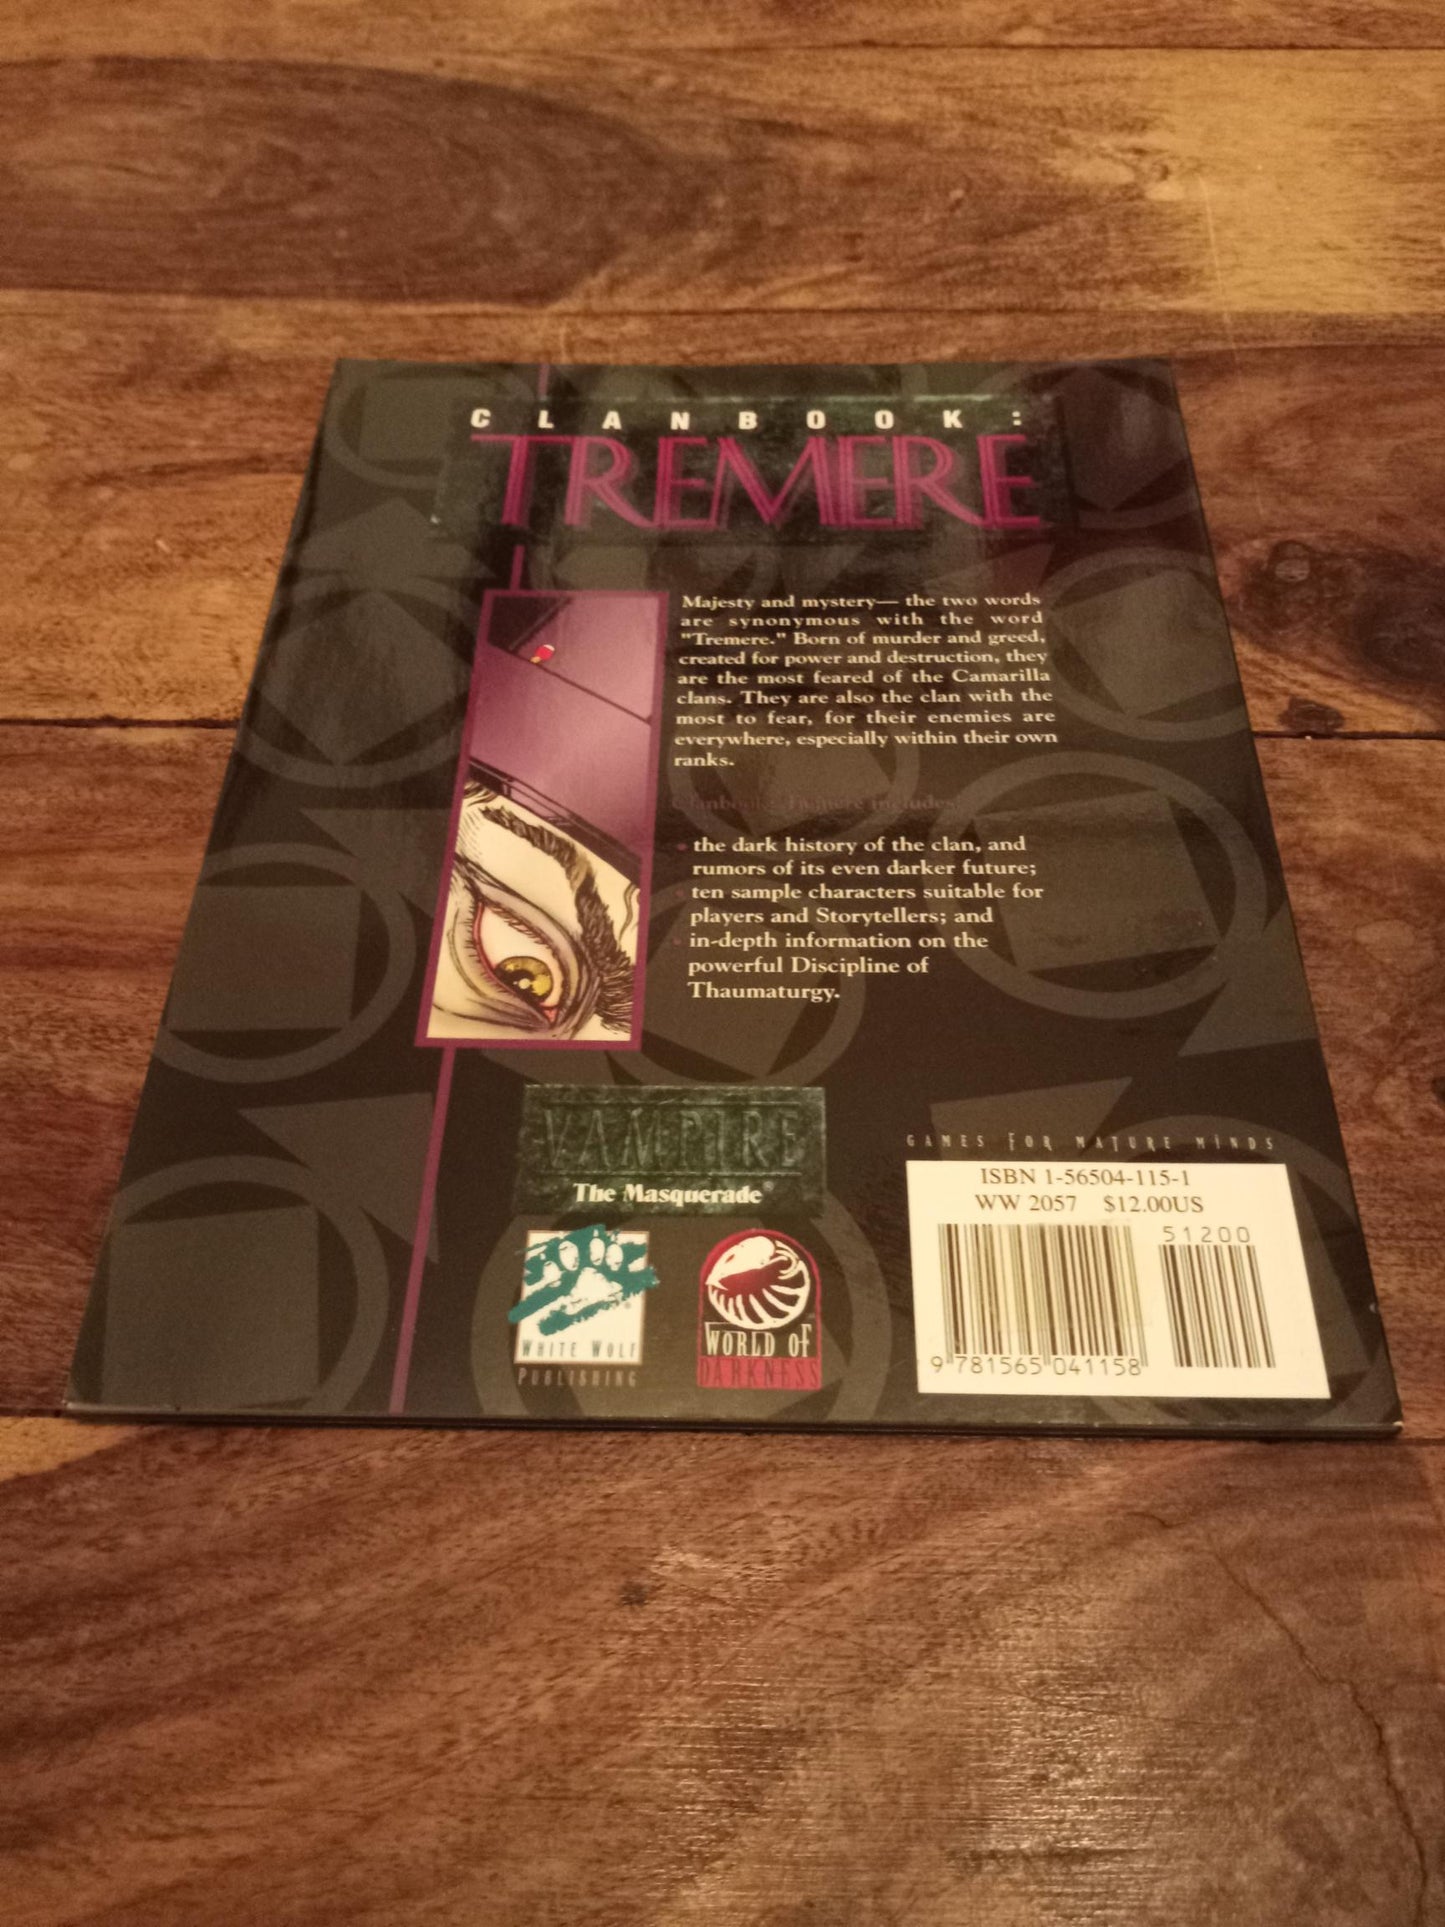 CLANBOOK:
TREMERE
Majesty and mystery— the two words
are synonymous with the word
"Tremere." Born of murder and greed,
created for power and destruction, they
are the most feared of the Camarilla
clans. They are also the clan with the
most to fear, for their enemies are
everywhere, especially within their own
ranks.
Clanbook: Tremere includes:
• the dark history of the clan, and
rumors of its even darker future;
• ten sample characters suitable for
players and Storytellers; and
• in-depth information on the
powerful Discipline of
Thaumaturgy.
VAMPIRE
The Masquerade®
WHITE WOLF
PUBLISHING
WORLD OF
DARKNESS
GAMES FOR MATURE MINDS
ISBN 1-56504-115-1
WW 2057 $12.00US
51200
9 781565 041158